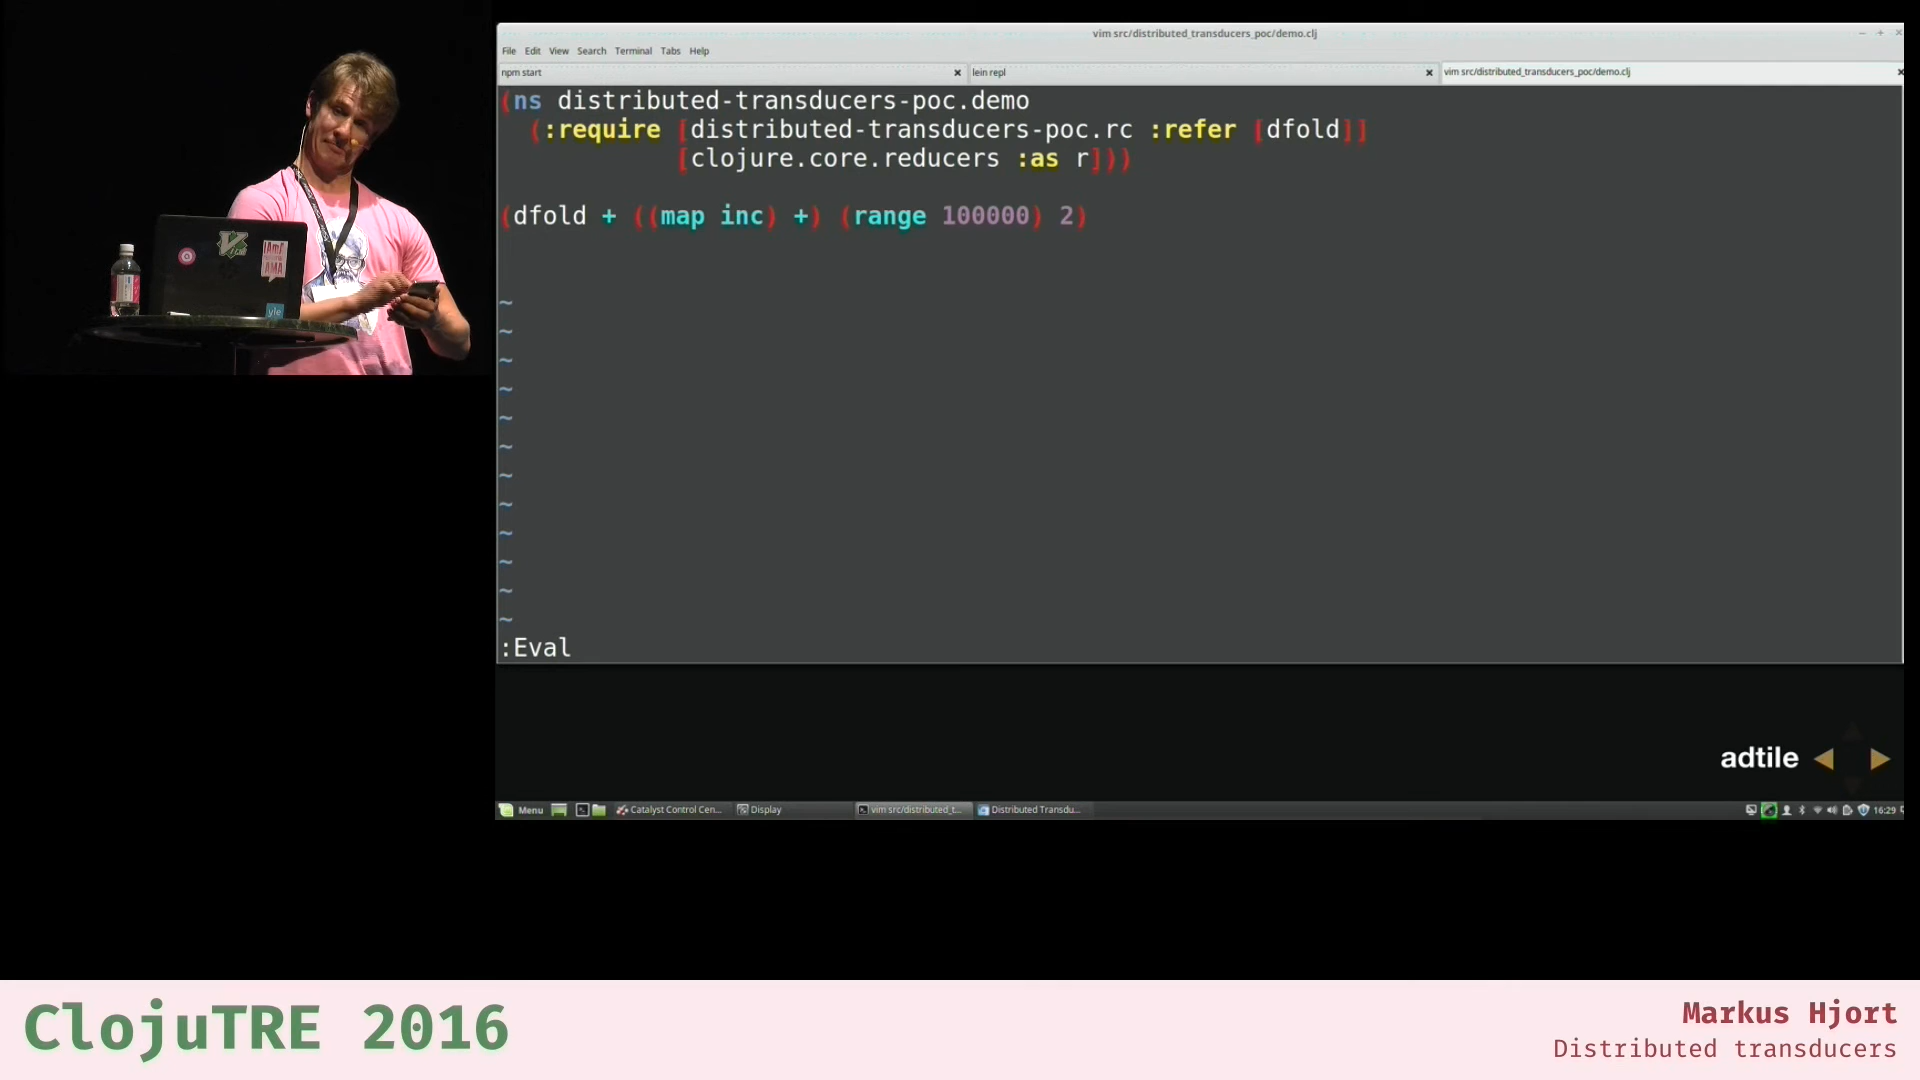 vim src/distributed_transducers_poc/demo.clj
File Edit View Search Terminal Tabs Help
npm start
lein repl
vim src/distributed_transducers_poc/demo.clj
(ns distributed-transducers-poc.demo
(:require [distributed-transducers-poc.rc :refer [dfold]]
[clojure.core.reducers :as r]))
(dfold + ((map inc) +) (range 100000) 2)
~
~
~
~
~
~
~
~
~
~
~
~
:Eval
adtile
Menu
Catalyst Control Cen...
Display
vim src/distributed_t...
Distributed Transdu...
16:29
yle
ClojuTRE 2016
Markus Hjort
Distributed transducers